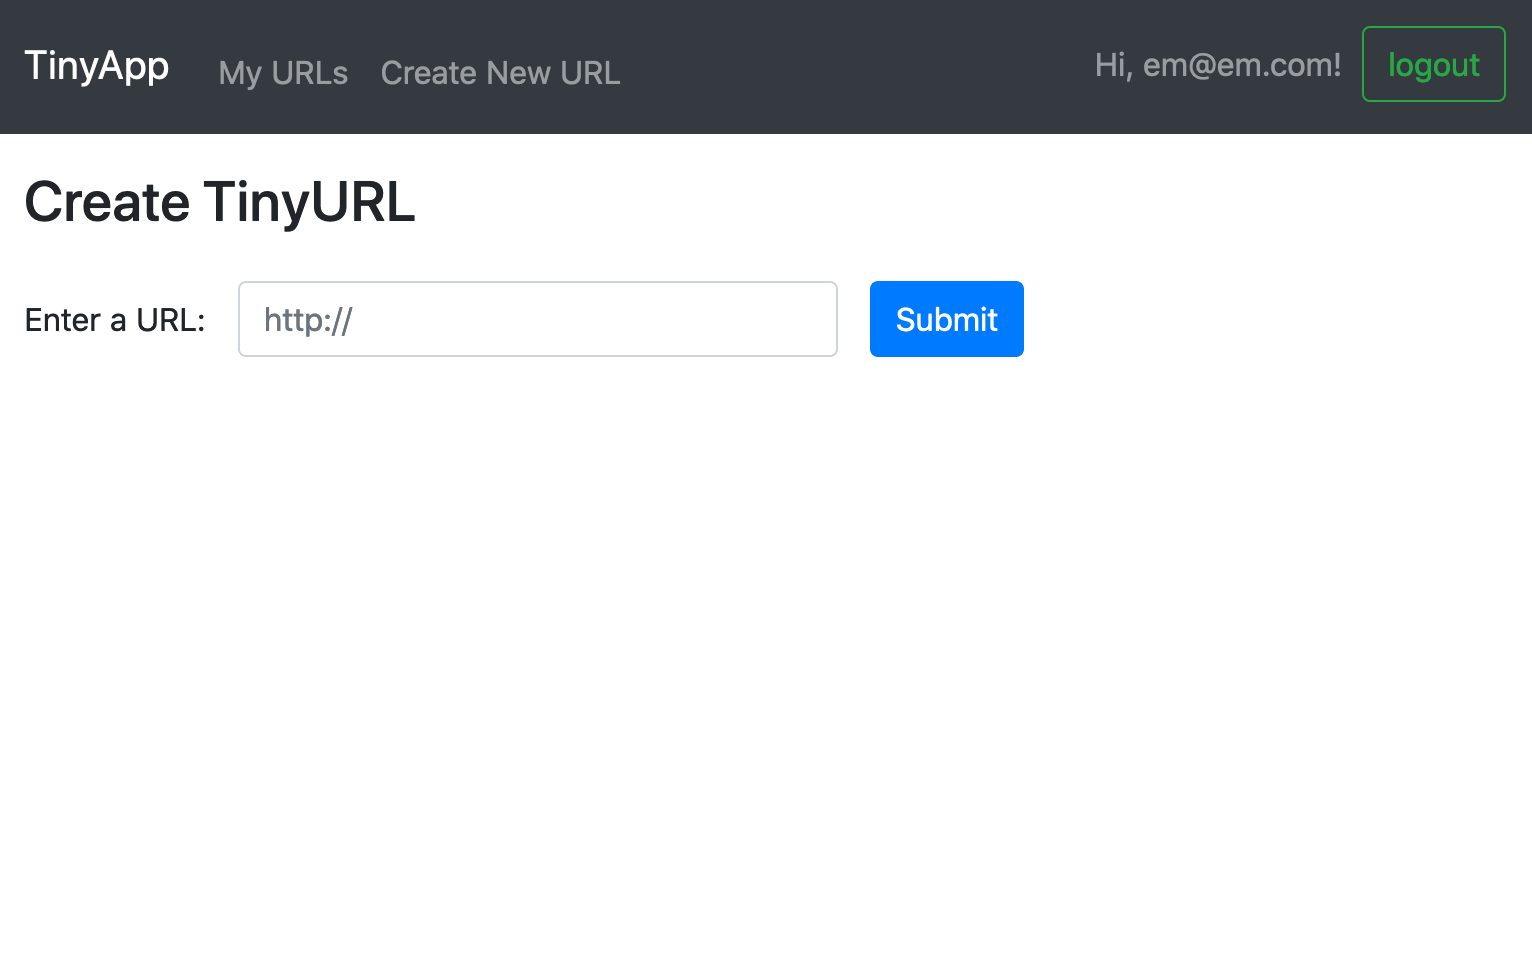 TinyApp My URLs Create New URL Hi, em@em.com! logout
Create TinyURL
Enter a URL: http:// Submit